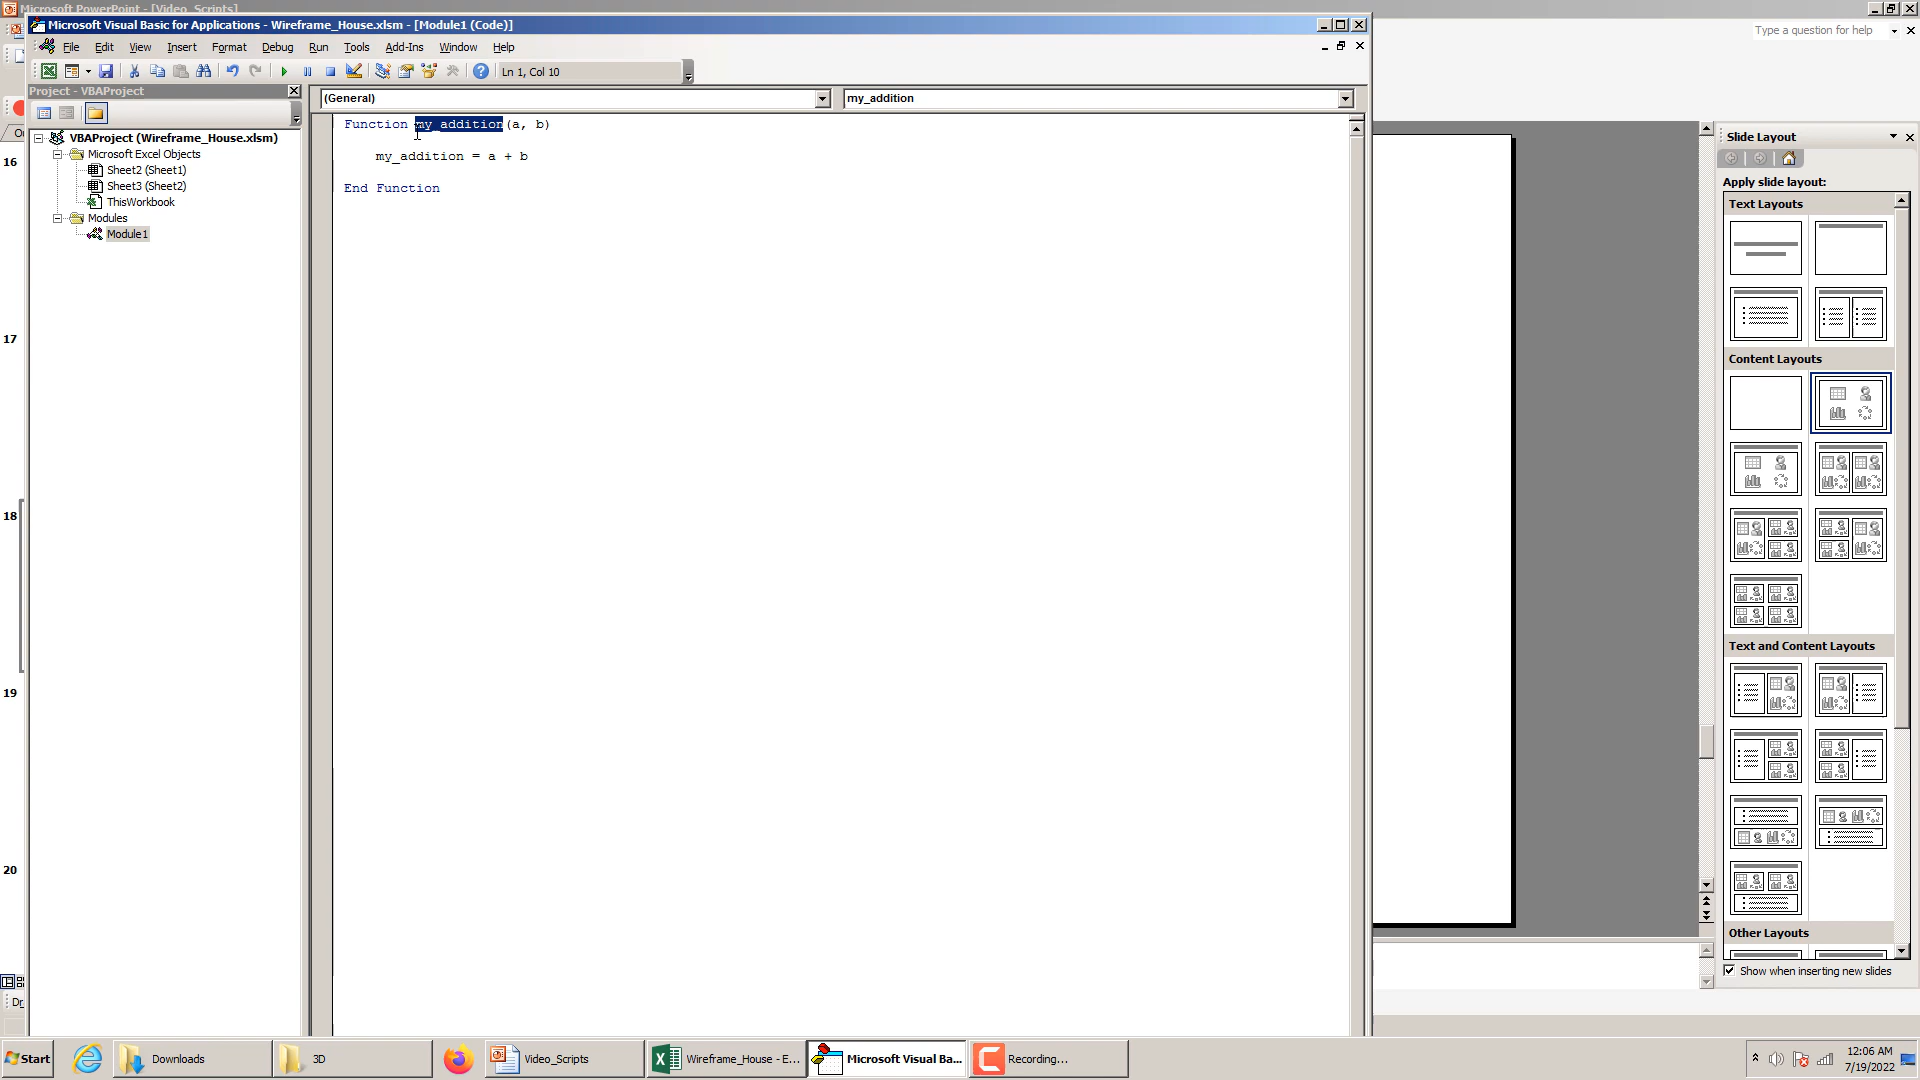 Microsoft PowerPoint - [Video_Scripts]
Microsoft Visual Basic for Applications - Wireframe_House.xlsm - [Module1 (Code)]
Type a question for help
File Edit View Insert Format Debug Run Tools Add-Ins Window Help
Ln 1, Col 10
Project - VBAProject
(General)
my_addition
VBAProject (Wireframe_House.xlsm)
Microsoft Excel Objects
Sheet2 (Sheet1)
Sheet3 (Sheet2)
ThisWorkbook
Modules
Module1
Function my_addition(a, b)
my_addition = a + b
End Function
16
17
18
19
20
Slide Layout
Apply slide layout:
Text Layouts
Content Layouts
Text and Content Layouts
Other Layouts
Show when inserting new slides
Start
Downloads
3D
Video_Scripts
Wireframe_House - E...
Microsoft Visual Ba...
Recording...
12:06 AM
7/19/2022